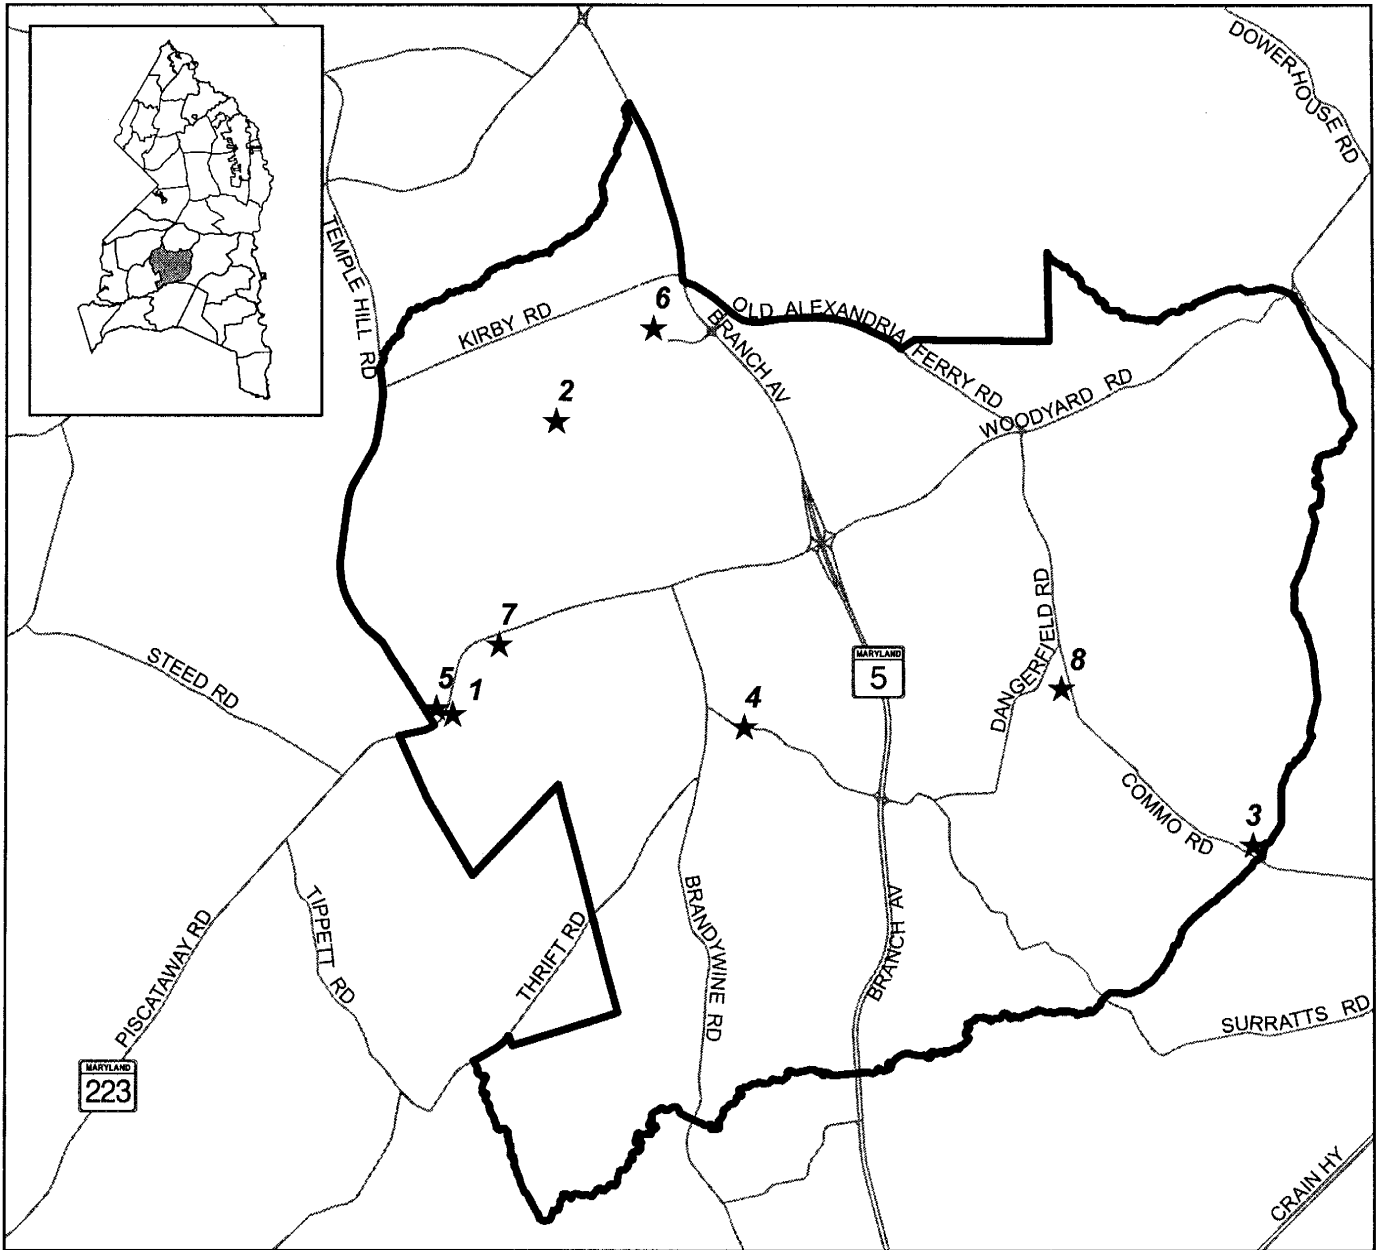 DOWERHOUSE RD
TEMPLE HILL RD
KIRBY RD
6
OLD ALEXANDRIA FERRY RD
BRANCH AV
2
WOODYARD RD
7
STEED RD
5
1
4
MARYLAND
5
DANGERFIELD RD
8
COMMO RD
3
TIPPETT RD
THRIFT RD
BRANDYWINE RD
BRANCH AV
PISCATAWAY RD
SURRATTS RD
MARYLAND
223
CRAIN HY